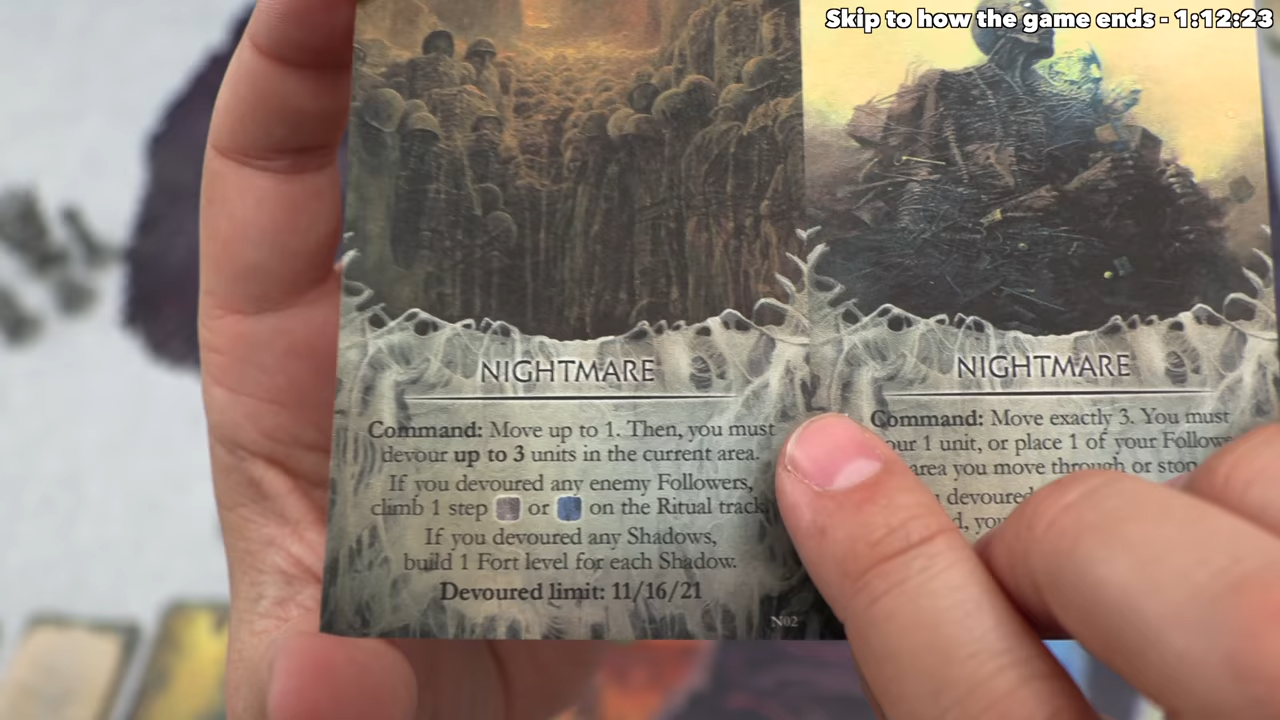 Skip to how the game ends - 1:12:23
NIGHTMARE
Command: Move up to 1. Then, you must
devour up to 3 units in the current area.
If you devoured any enemy Followers,
climb 1 step or on the Ritual track.
If you devoured any Shadows,
build 1 Fort level for each Shadow.
Devoured limit: 11/16/21
N02
NIGHTMARE
Command: Move exactly 3. You must
1 unit, or place 1 of your
area you move through or stop
devoured